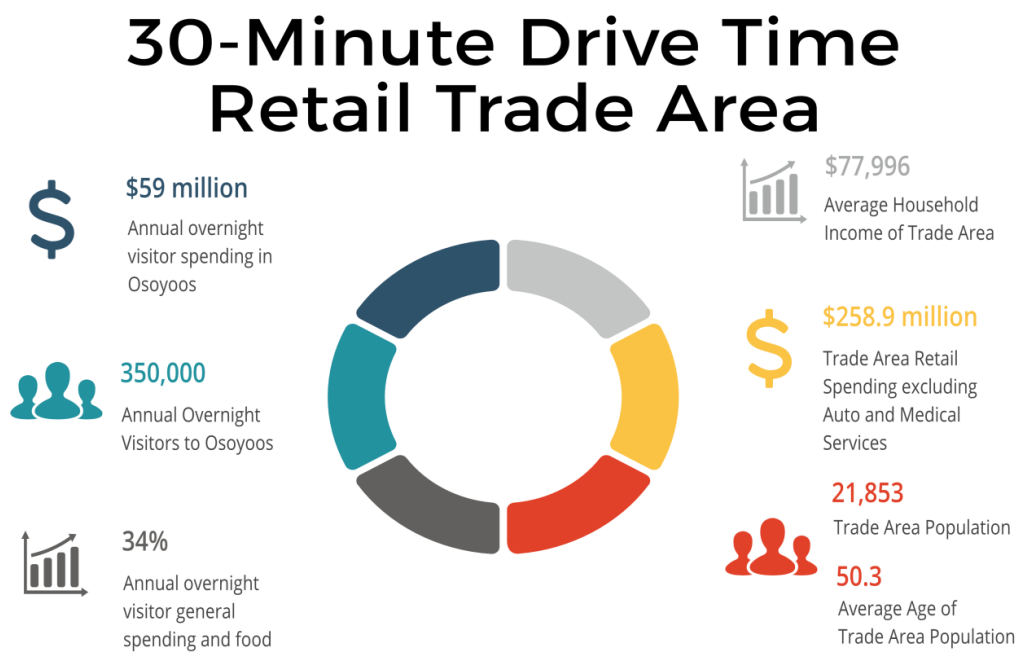 30-Minute Drive Time
Retail Trade Area
$59 million
Annual overnight
visitor spending in
Osoyoos
350,000
Annual Overnight
Visitors to Osoyoos
34%
Annual overnight
visitor general
spending and food
$77,996
Average Household
Income of Trade Area
$258.9 million
Trade Area Retail
Spending excluding
Auto and Medical
Services
21,853
Trade Area Population
50.3
Average Age of
Trade Area Population